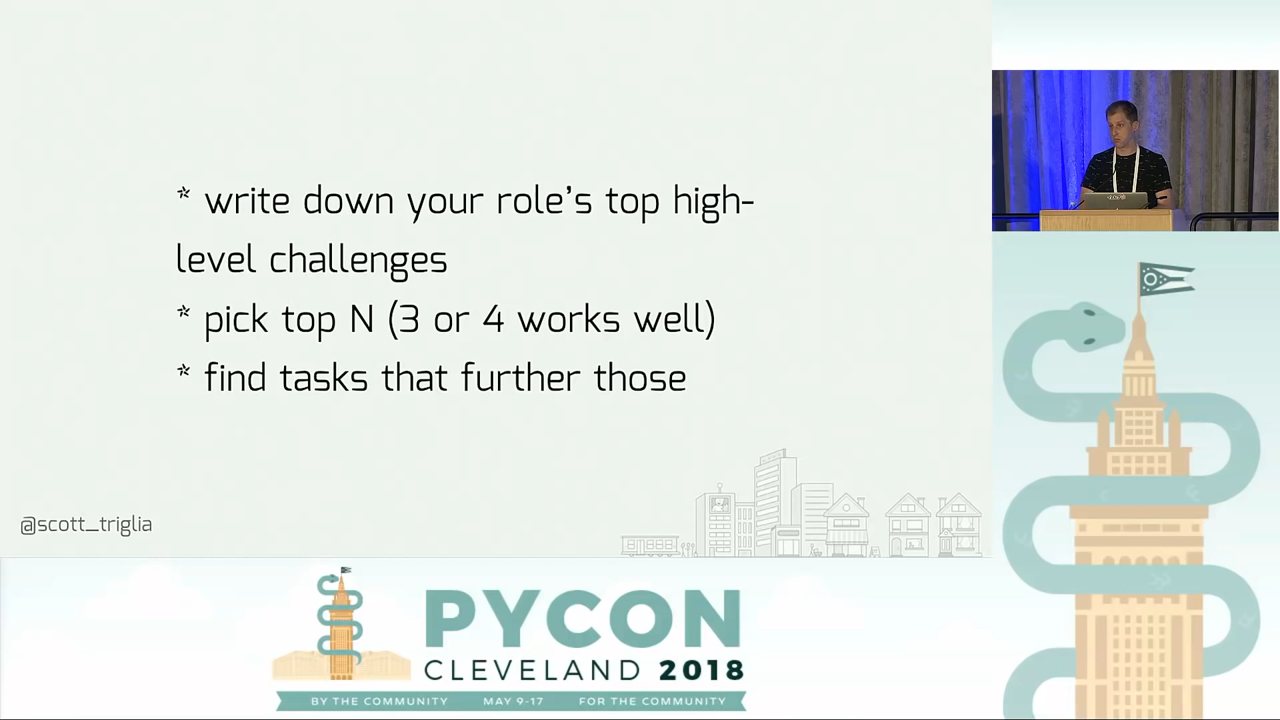 * write down your role’s top high-
level challenges
* pick top N (3 or 4 works well)
* find tasks that further those
@scott_triglia
PYCON
CLEVELAND 2018
BY THE COMMUNITY MAY 9-17 FOR THE COMMUNITY